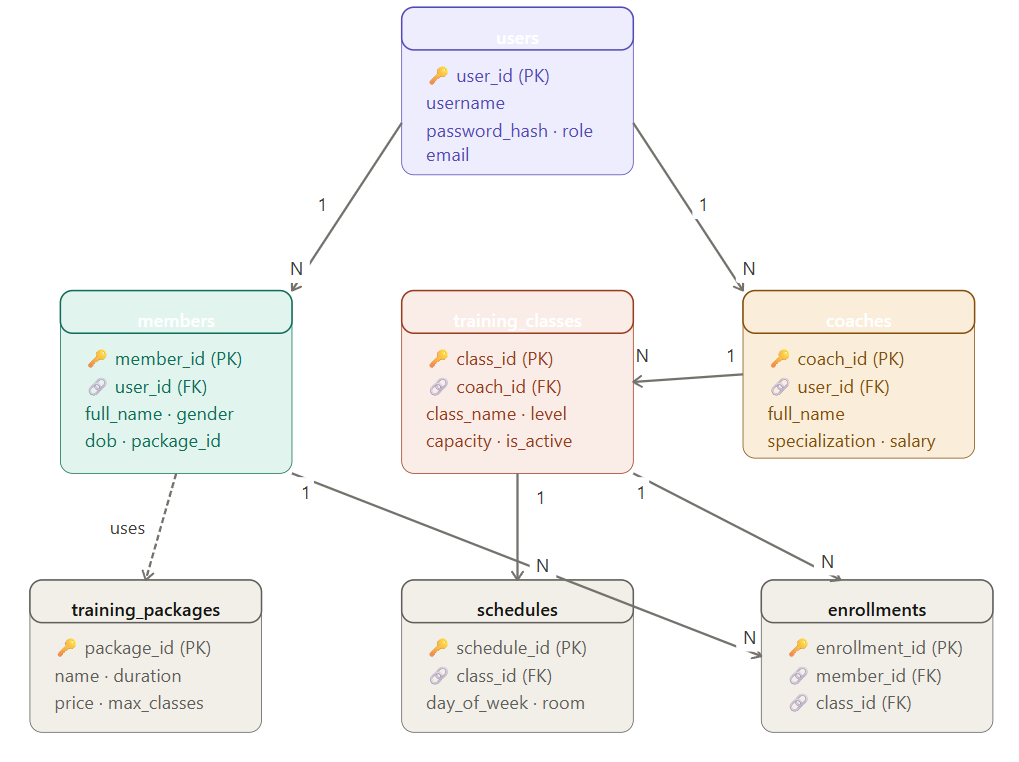 users
🔑 user_id (PK)
username
password_hash · role
email
1
1
N
N
members
🔑 member_id (PK)
🔗 user_id (FK)
full_name · gender
dob · package_id
training_classes
🔑 class_id (PK)
🔗 coach_id (FK)
class_name · level
capacity · is_active
N
1
coaches
🔑 coach_id (PK)
🔗 user_id (FK)
full_name
specialization · salary
1
1
1
uses
N
N
N
training_packages
🔑 package_id (PK)
name · duration
price · max_classes
schedules
🔑 schedule_id (PK)
🔗 class_id (FK)
day_of_week · room
enrollments
🔑 enrollment_id (PK)
🔗 member_id (FK)
🔗 class_id (FK)